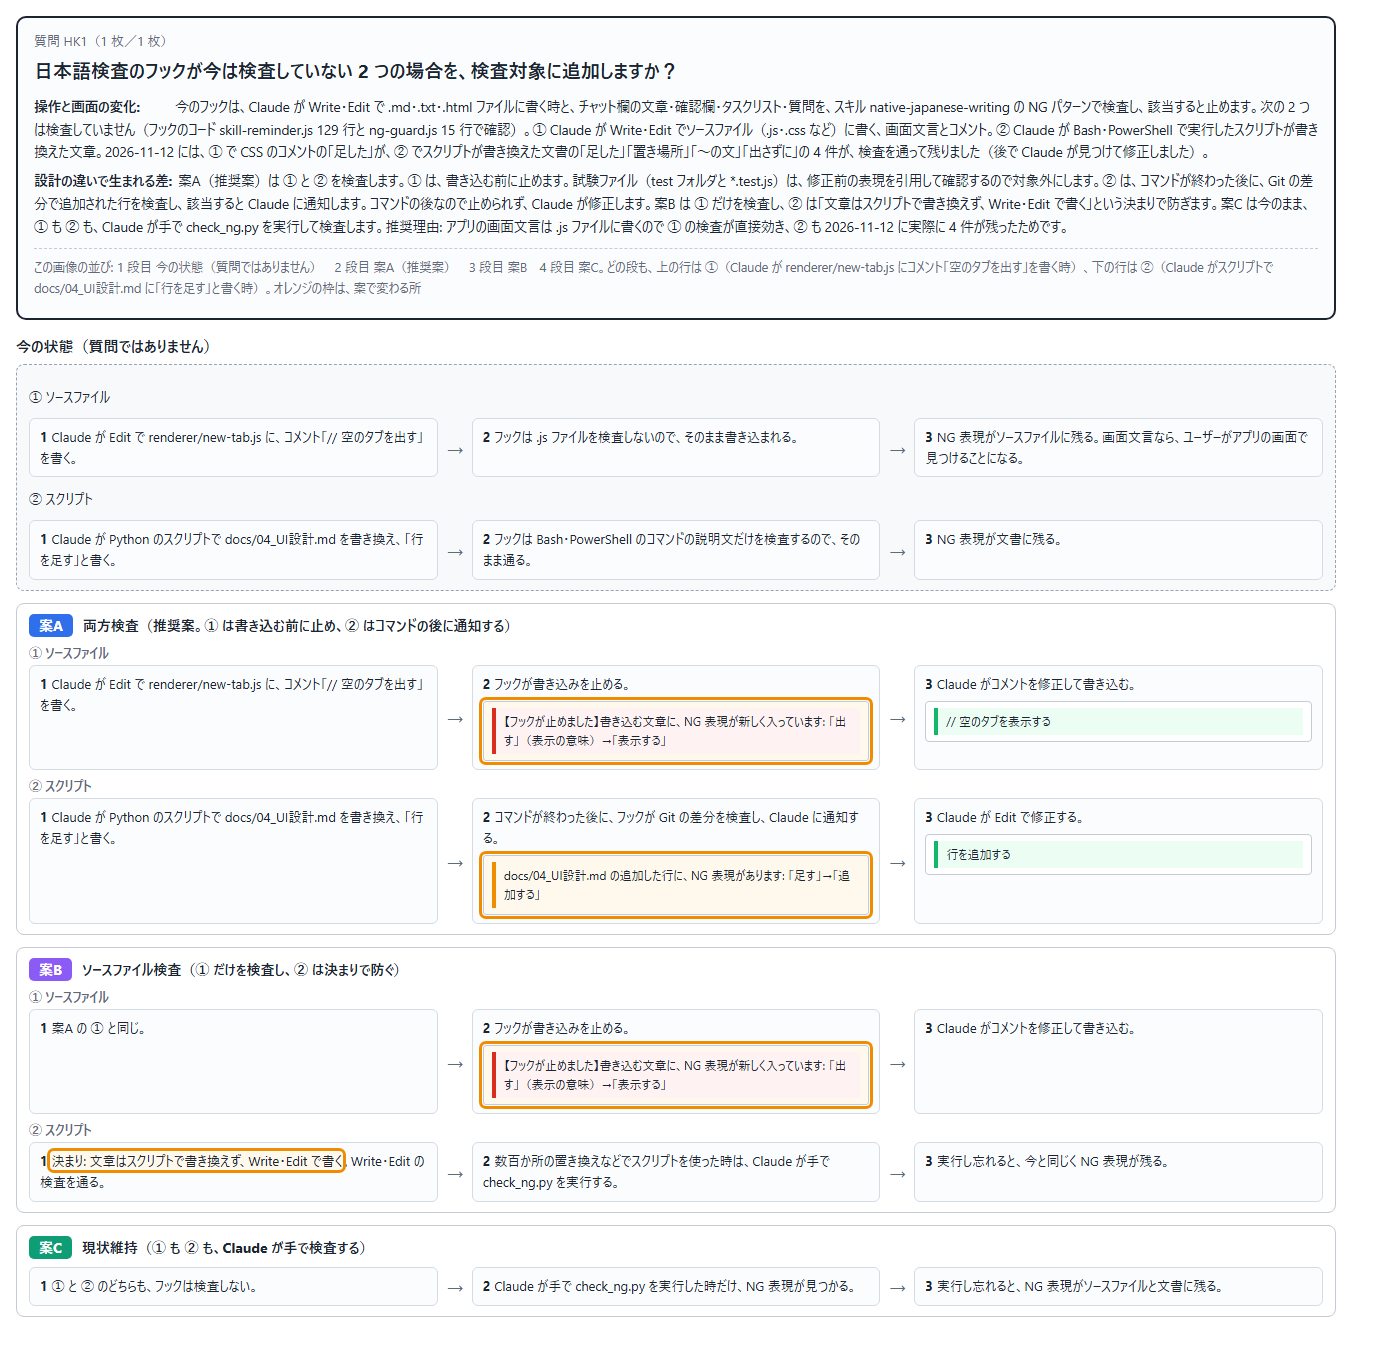 質問 HK1（1 枚／1 枚）
日本語検査のフックが今は検査していない 2 つの場合を、検査対象に追加しますか？
操作と画面の変化: 今のフックは、Claude が Write・Edit で .md・.txt・.html ファイルに書く時と、チャット欄の文章・確認欄・タスクリスト・質問を、スキル native-japanese-writing の NG パターンで検査し、該当すると止めます。次の 2 つ
は検査していません（フックのコード skill-reminder.js 129 行と ng-guard.js 15 行で確認）。① Claude が Write・Edit でソースファイル（.js・.css など）に書く、画面文言とコメント。② Claude が Bash・PowerShell で実行したスクリプトが書き
換えた文章。2026-11-12 には、① で CSS のコメントの「足した」が、② でスクリプトが書き換えた文書の「足した」「置き場所」「〜の文」「出さずに」の 4 件が、検査を通って残りました（後で Claude が見つけて修正しました）。
設計の違いで生まれる差: 案A（推奨案）は ① と ② を検査します。① は、書き込む前に止めます。試験ファイル（test フォルダと *.test.js）は、修正前の表現を引用して確認するので対象外にします。② は、コマンドが終わった後に、Git の差
分で追加された行を検査し、該当すると Claude に通知します。コマンドの後なので止められず、Claude が修正します。案B は ① だけを検査し、② は「文章はスクリプトで書き換えず、Write・Edit で書く」という決まりで防ぎます。案C は今のまま、
① も ② も、Claude が手で check_ng.py を実行して検査します。推奨理由: アプリの画面文言は .js ファイルに書くので ① の検査が直接効き、② も 2026-11-12 に実際に 4 件が残ったためです。
この画像の並び: 1 段目 今の状態（質問ではありません） 2 段目 案A（推奨案） 3 段目 案B 4 段目 案C。どの段も、上の行は ①（Claude が renderer/new-tab.js にコメント「空のタブを出す」を書く時）、下の行は ②（Claude がスクリプトで
docs/04_UI設計.md に「行を足す」と書く時）。オレンジの枠は、案で変わる所
今の状態（質問ではありません）
① ソースファイル
1 Claude が Edit で renderer/new-tab.js に、コメント「// 空のタブを出す」
を書く。
→
2 フックは .js ファイルを検査しないので、そのまま書き込まれる。
→
3 NG 表現がソースファイルに残る。画面文言なら、ユーザーがアプリの画面で
見つけることになる。
② スクリプト
1 Claude が Python のスクリプトで docs/04_UI設計.md を書き換え、「行
を足す」と書く。
→
2 フックは Bash・PowerShell のコマンドの説明文だけを検査するので、その
まま通る。
→
3 NG 表現が文書に残る。
案A 両方検査（推奨案。① は書き込む前に止め、② はコマンドの後に通知する）
① ソースファイル
1 Claude が Edit で renderer/new-tab.js に、コメント「// 空のタブを出す」
を書く。
→
2 フックが書き込みを止める。
【フックが止めました】書き込む文章に、NG 表現が新しく入っています: 「出
す」（表示の意味）→「表示する」
→
3 Claude がコメントを修正して書き込む。
// 空のタブを表示する
② スクリプト
1 Claude が Python のスクリプトで docs/04_UI設計.md を書き換え、「行
を足す」と書く。
→
2 コマンドが終わった後に、フックが Git の差分を検査し、Claude に通知す
る。
docs/04_UI設計.md の追加した行に、NG 表現があります: 「足す」→「追
加する」
→
3 Claude が Edit で修正する。
行を追加する
案B ソースファイル検査（① だけを検査し、② は決まりで防ぐ）
① ソースファイル
1 案A の ① と同じ。
→
2 フックが書き込みを止める。
【フックが止めました】書き込む文章に、NG 表現が新しく入っています: 「出
す」（表示の意味）→「表示する」
→
3 Claude がコメントを修正して書き込む。
② スクリプト
1 決まり: 文章はスクリプトで書き換えず、Write・Edit で書く。Write・Edit の
検査を通る。
→
2 数百か所の置き換えなどでスクリプトを使った時は、Claude が手で
check_ng.py を実行する。
→
3 実行し忘れると、今と同じく NG 表現が残る。
案C 現状維持（① も ② も、Claude が手で検査する）
1 ① と ② のどちらも、フックは検査しない。
→
2 Claude が手で check_ng.py を実行した時だけ、NG 表現が見つかる。
→
3 実行し忘れると、NG 表現がソースファイルと文書に残る。